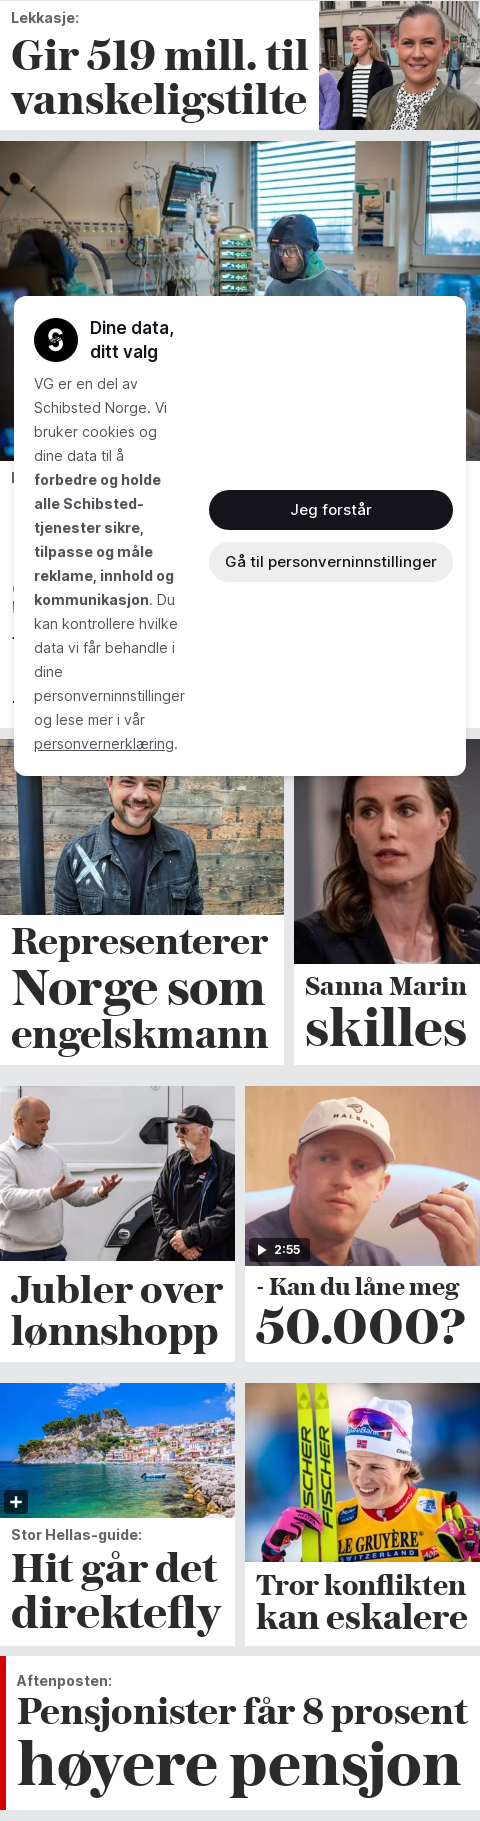 Lekkasje:
Gir 519 mill. til
vanskeligstilte
Dine data,
ditt valg
VG er en del av
Schibsted Norge. Vi
bruker cookies og
dine data til å
forbedre og holde
alle Schibsted-
tjenester sikre,
tilpasse og måle
reklame, innhold og
kommunikasjon. Du
kan kontrollere hvilke
data vi får behandle i
dine
personverninnstillinger
og lese mer i vår
personvernerklæring.
Jeg forstår
Gå til personverninnstillinger
Representerer
Norge som
engelskmann
Sanna Marin
skilles
MALBON
2:55
Jubler over
lønnshopp
- Kan du låne meg
50.000?
FISCHER
FISCHER
LE GRUYÈRE
SWITZERLAND
Stor Hellas-guide:
Hit går det
direktefly
Tror konflikten
kan eskalere
Aftenposten:
Pensjonister får 8 prosent
høyere pensjon